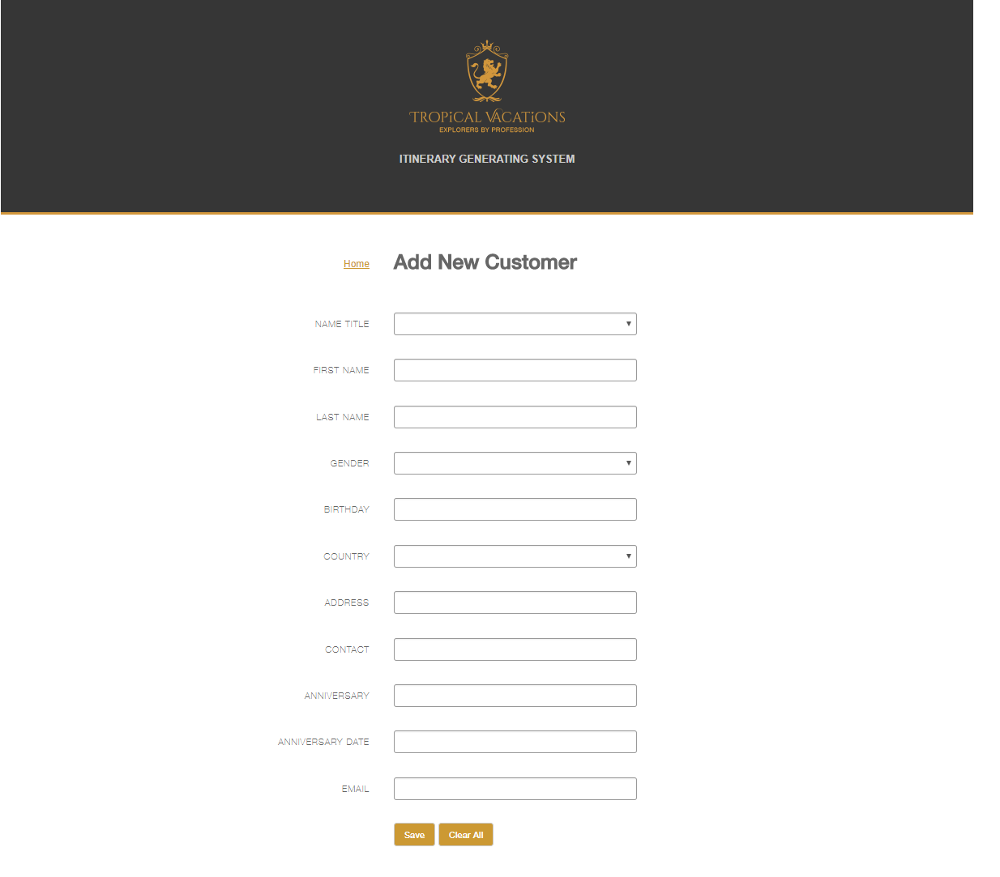 TROPiCAL VACATiONS
EXPLORERS BY PROFESSION
ITINERARY GENERATING SYSTEM
Home
Add New Customer
NAME TITLE
FIRST NAME
LAST NAME
GENDER
BIRTHDAY
COUNTRY
ADDRESS
CONTACT
ANNIVERSARY
ANNIVERSARY DATE
EMAIL
Save Clear All